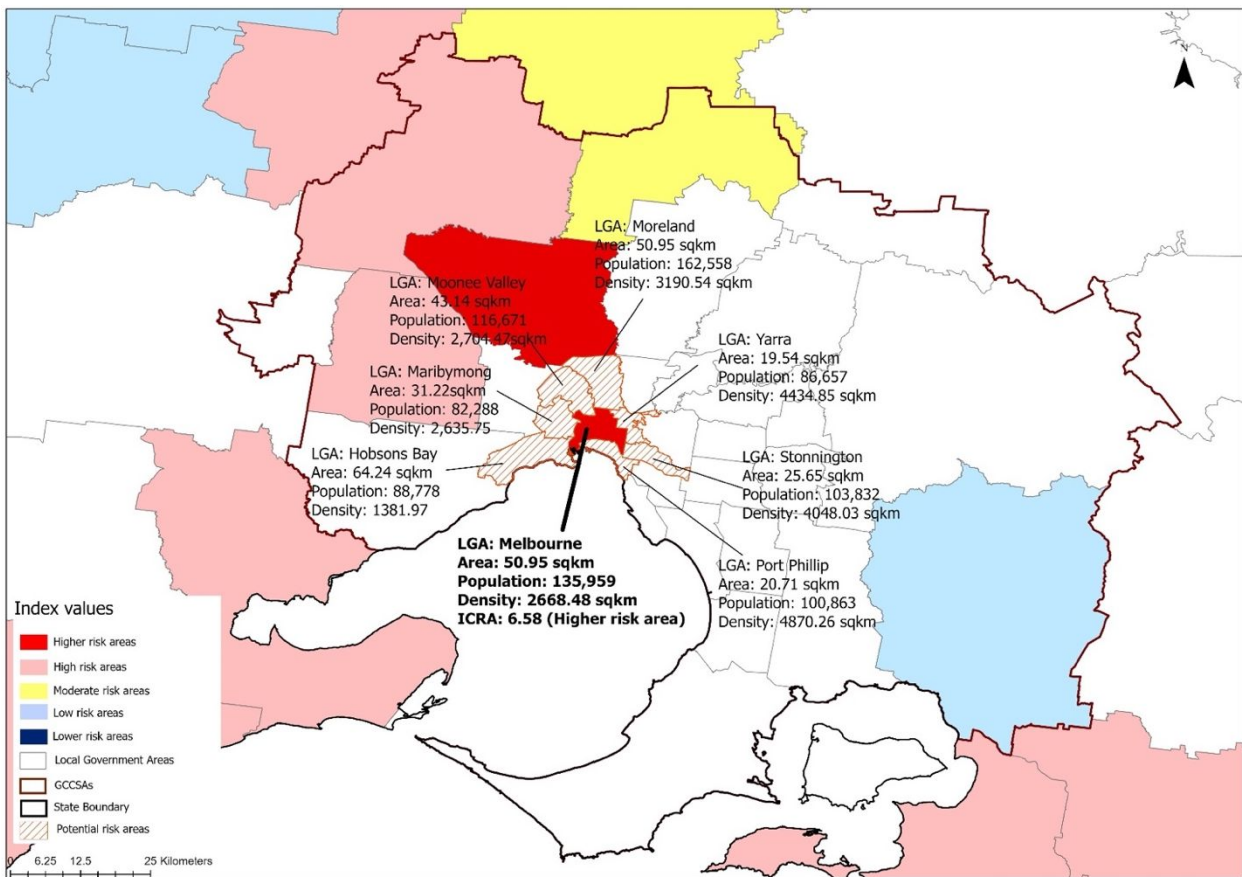 N
LGA: Moreland
Area: 50.95 sqkm
Population: 162,558
Density: 3190.54 sqkm
LGA: Moonee Valley
Area: 43.14 sqkm
Population: 116,671
Density: 2,704.47sqkm
LGA: Yarra
Area: 19.54 sqkm
Population: 86,657
Density: 4434.85 sqkm
LGA: Maribymong
Area: 31.22sqkm
Population: 82,288
Density: 2,635.75
LGA: Hobsons Bay
Area: 64.24 sqkm
Population: 88,778
Density: 1381.97
LGA: Stonnington
Area: 25.65 sqkm
Population: 103,832
Density: 4048.03 sqkm
LGA: Melbourne
Area: 50.95 sqkm
Population: 135,959
Density: 2668.48 sqkm
ICRA: 6.58 (Higher risk area)
LGA: Port Phillip
Area: 20.71 sqkm
Population: 100,863
Density: 4870.26 sqkm
Index values
Higher risk areas
High risk areas
Moderate risk areas
Low risk areas
Lower risk areas
Local Government Areas
GCCSAs
State Boundary
Potential risk areas
0 6.25 12.5 25 Kilometers